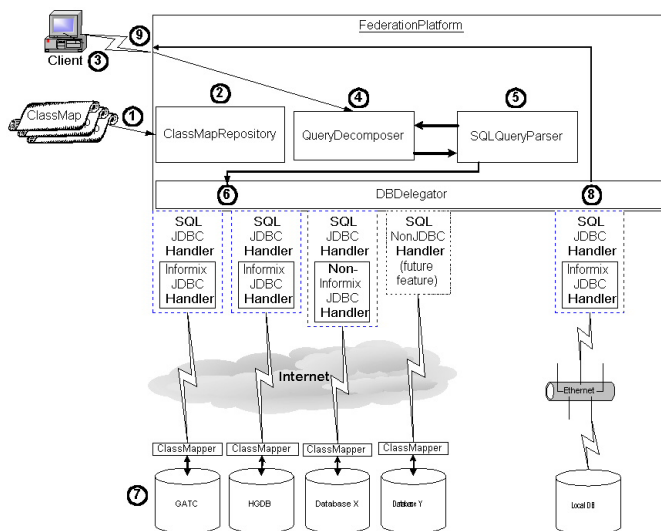 FederationPlatform
9
Client
3
ClassMap
1
2
ClassMapRepository
4
QueryDecomposer
5
SQLQueryParser
6
DBDelegator
8
SQL
JDBC
Handler
Informix
JDBC
Handler
SQL
JDBC
Handler
Informix
JDBC
Handler
SQL
JDBC
Handler
Non-
Informix
JDBC
Handler
SQL
NonJDBC
Handler
(future
feature)
SQL
JDBC
Handler
Informix
JDBC
Handler
Internet
Ethernet
ClassMapper
ClassMapper
ClassMapper
ClassMapper
7
GATC
HGDB
Database X
Database Y
Local DB